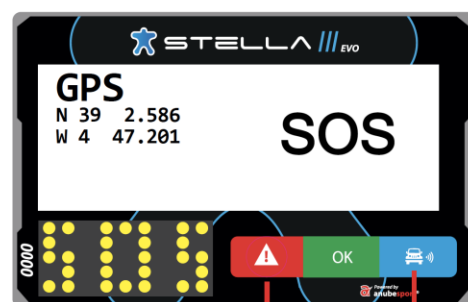 STELLA III EVO
GPS
N 39 2.586
W 4 47.201
SOS
0000
SOS
OK
Powered by
anubesport